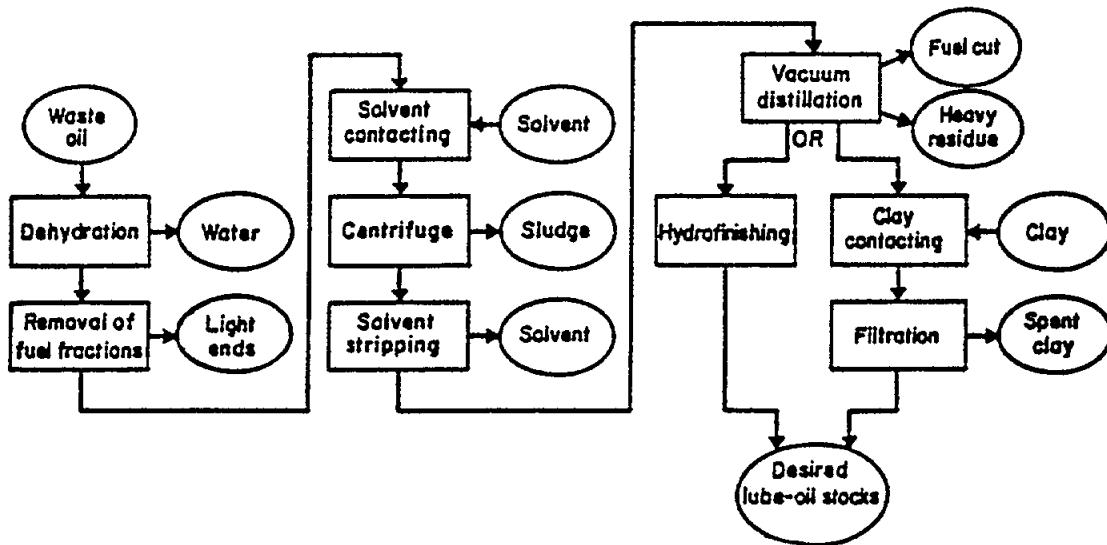 Waste
oil
Dehydration
Water
Removal of
fuel fractions
Light
ends
Solvent
contacting
Solvent
Centrifuge
Sludge
Solvent
stripping
Solvent
Vacuum
distillation
Fuel cut
Heavy
residue
OR
Hydrofinishing
Clay
contacting
Clay
Filtration
Spent
clay
Desired
lube-oil stocks